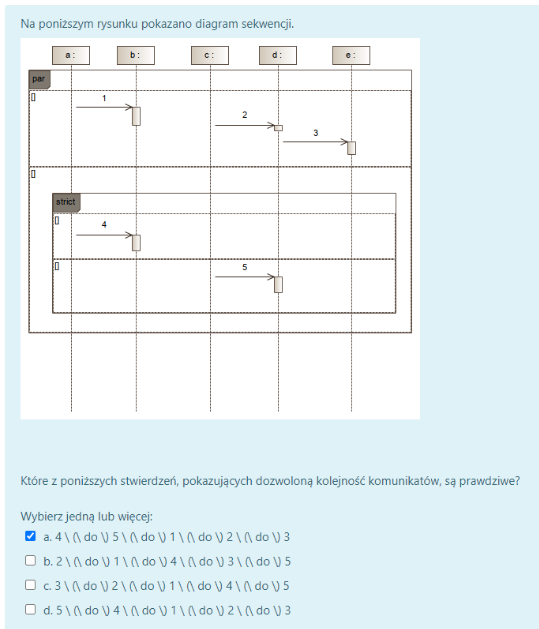 Na poniższym rysunku pokazano diagram sekwencji.
a :
b :
c :
d :
e :
par
[]
1
2
3
[]
strict
[]
4
[]
5
Które z poniższych stwierdzeń, pokazujących dozwoloną kolejność komunikatów, są prawdziwe?
Wybierz jedną lub więcej:
a. 4 \ (\ do \) 5 \ (\ do \) 1 \ (\ do \) 2 \ (\ do \) 3
b. 2 \ (\ do \) 1 \ (\ do \) 4 \ (\ do \) 3 \ (\ do \) 5
c. 3 \ (\ do \) 2 \ (\ do \) 1 \ (\ do \) 4 \ (\ do \) 5
d. 5 \ (\ do \) 4 \ (\ do \) 1 \ (\ do \) 2 \ (\ do \) 3